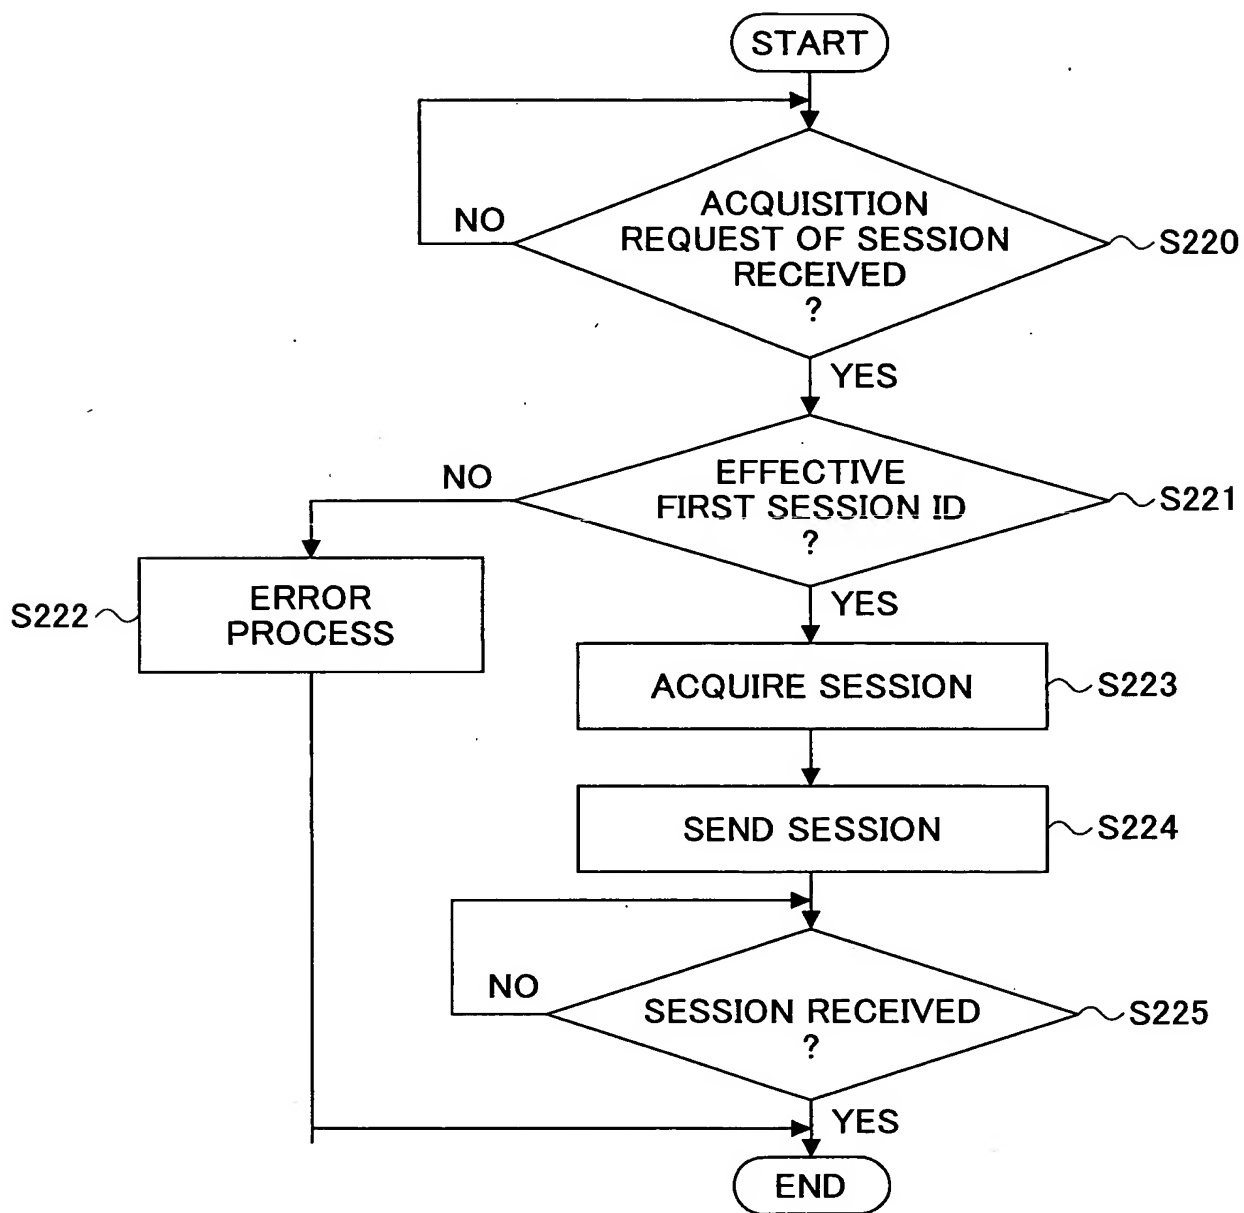 START
NO
ACQUISITION
REQUEST OF SESSION
RECEIVED
?
S220
YES
NO
EFFECTIVE
FIRST SESSION ID
?
S221
S222
ERROR
PROCESS
YES
ACQUIRE SESSION
S223
SEND SESSION
S224
NO
SESSION RECEIVED
?
S225
YES
END